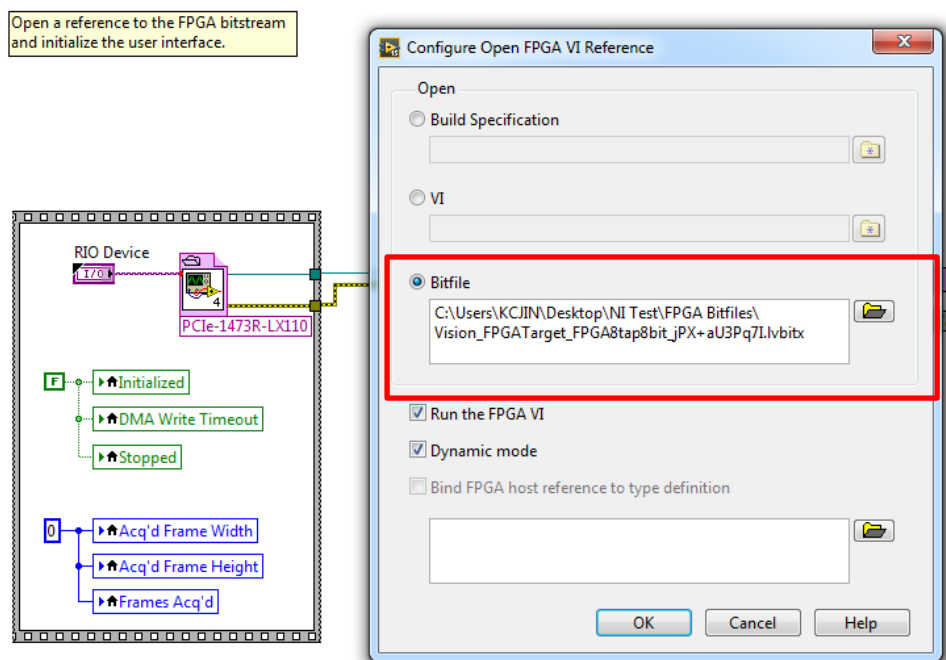 Open a reference to the FPGA bitstream
and initialize the user interface.
RIO Device
I/O
4
PCIe-1473R-LX110
F
Initialized
DMA Write Timeout
Stopped
0
Acq'd Frame Width
Acq'd Frame Height
Frames Acq'd
Configure Open FPGA VI Reference
Open
Build Specification
VI
Bitfile
C:\Users\KCJIN\Desktop\NI Test\FPGA Bitfiles\
Vision_FPGATarget_FPGA8tap8bit_jPX+aU3Pq7I.lvbitx
Run the FPGA VI
Dynamic mode
Bind FPGA host reference to type definition
OK
Cancel
Help